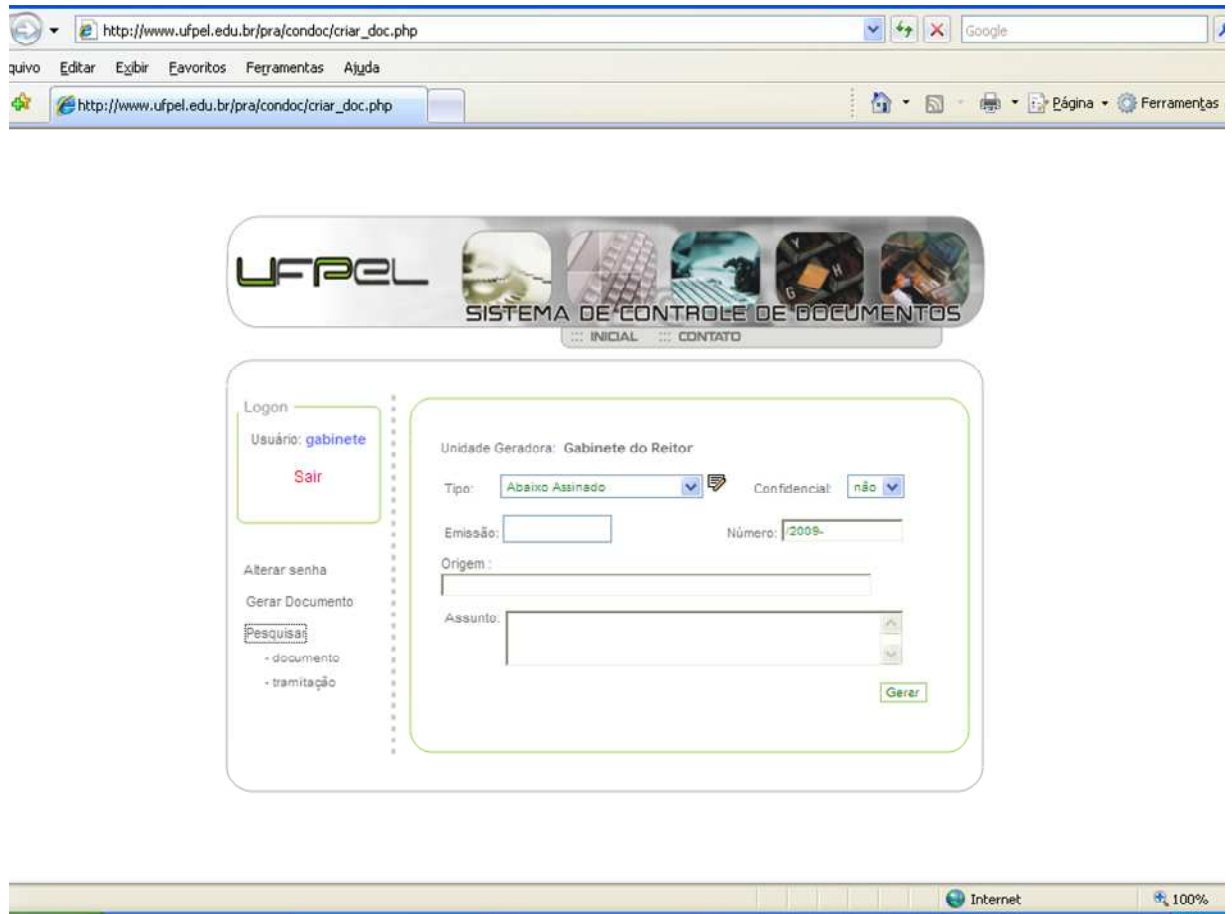 http://www.ufpel.edu.br/pra/condoc/criar_doc.php
Google
quivo Editar Exibir Favoritos Ferramentas Ajuda
http://www.ufpel.edu.br/pra/condoc/criar_doc.php
Página Ferramentas
UFPEL
SISTEMA DE CONTROLE DE DOCUMENTOS
::: INICIAL ::: CONTATO
Logon
Usuário: gabinete
Sair
Alterar senha
Gerar Documento
Pesquisar
- documento
- tramitação
Unidade Geradora: Gabinete do Reitor
Tipo: Abaixo Assinado Confidencial: não
Emissão: Número: /2009-
Origem :
Assunto:
Gerar
Internet 100%